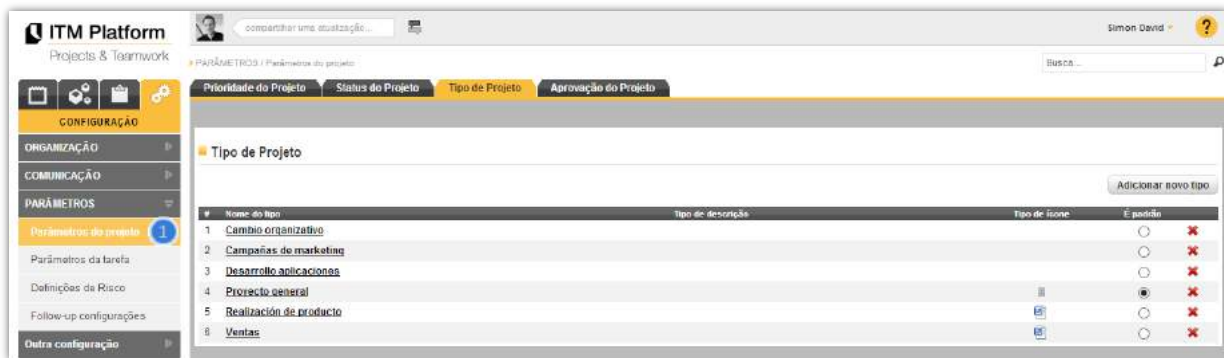 ITM Platform
Projects & Teamwork
compartilhar uma atualização...
Simon David
?
PARÂMETROS / Parâmetros do projeto
Busca...
Prioridade do Projeto
Status do Projeto
Tipo de Projeto
Aprovação do Projeto
CONFIGURAÇÃO
ORGANIZAÇÃO
COMUNICAÇÃO
PARÂMETROS
Parâmetros do projeto 1
Parâmetros da tarefa
Definições de Risco
Follow-up configurações
Outra configuração
Tipo de Projeto
Adicionar novo tipo
# Nome do tipo Tipo de descrição Tipo de ícone É padrão
1 Cambio organizativo
2 Campañas de marketing
3 Desarrollo aplicaciones
4 Proyecto general
5 Realización de producto
6 Ventas